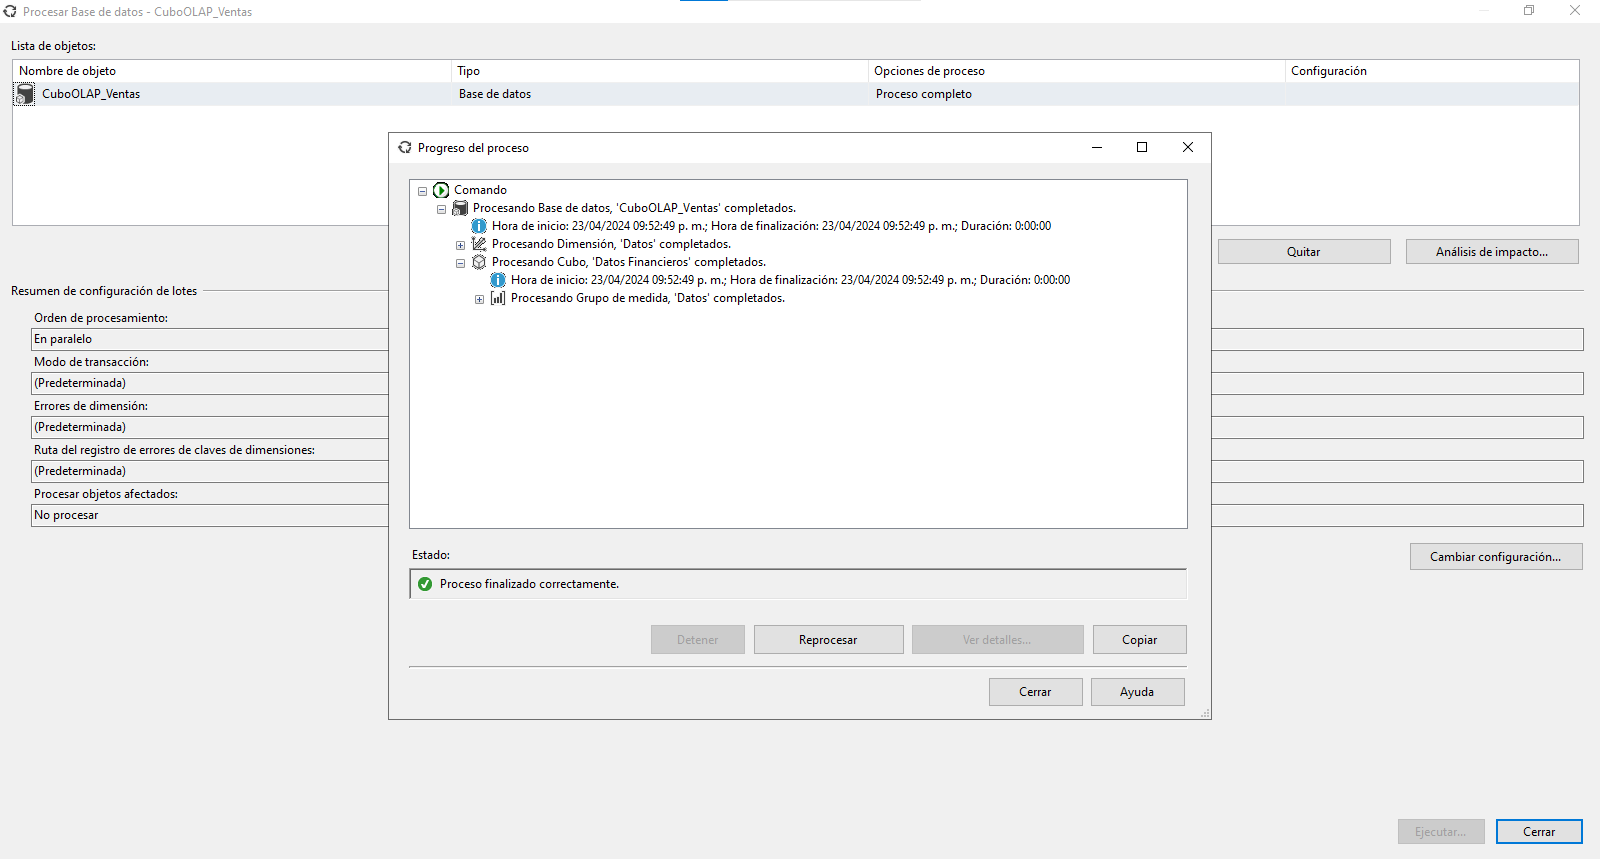 Procesar Base de datos - CuboOLAP_Ventas
Lista de objetos:
Nombre de objeto Tipo Opciones de proceso Configuración
CuboOLAP_Ventas Base de datos Proceso completo
Quitar Análisis de impacto...
Resumen de configuración de lotes
Orden de procesamiento:
En paralelo
Modo de transacción:
(Predeterminada)
Errores de dimensión:
(Predeterminada)
Ruta del registro de errores de claves de dimensiones:
(Predeterminada)
Procesar objetos afectados:
No procesar
Cambiar configuración...
Progreso del proceso
Comando
Procesando Base de datos, 'CuboOLAP_Ventas' completados.
Hora de inicio: 23/04/2024 09:52:49 p. m.; Hora de finalización: 23/04/2024 09:52:49 p. m.; Duración: 0:00:00
Procesando Dimensión, 'Datos' completados.
Procesando Cubo, 'Datos Financieros' completados.
Hora de inicio: 23/04/2024 09:52:49 p. m.; Hora de finalización: 23/04/2024 09:52:49 p. m.; Duración: 0:00:00
Procesando Grupo de medida, 'Datos' completados.
Estado:
Proceso finalizado correctamente.
Detener Reprocesar Ver detalles... Copiar
Cerrar Ayuda
Ejecutar... Cerrar